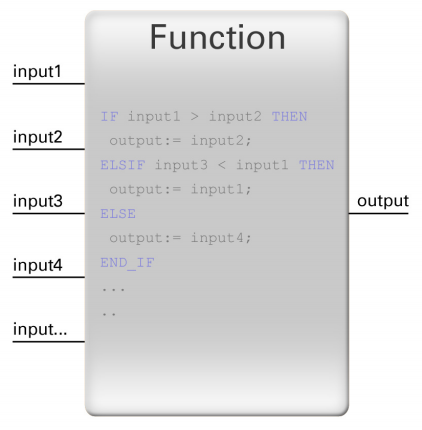 Function
input1
input2
input3
input4
input...
IF input1 > input2 THEN
output:= input2;
ELSIF input3 < input1 THEN
output:= input1;
ELSE
output:= input4;
END_IF
...
..
output